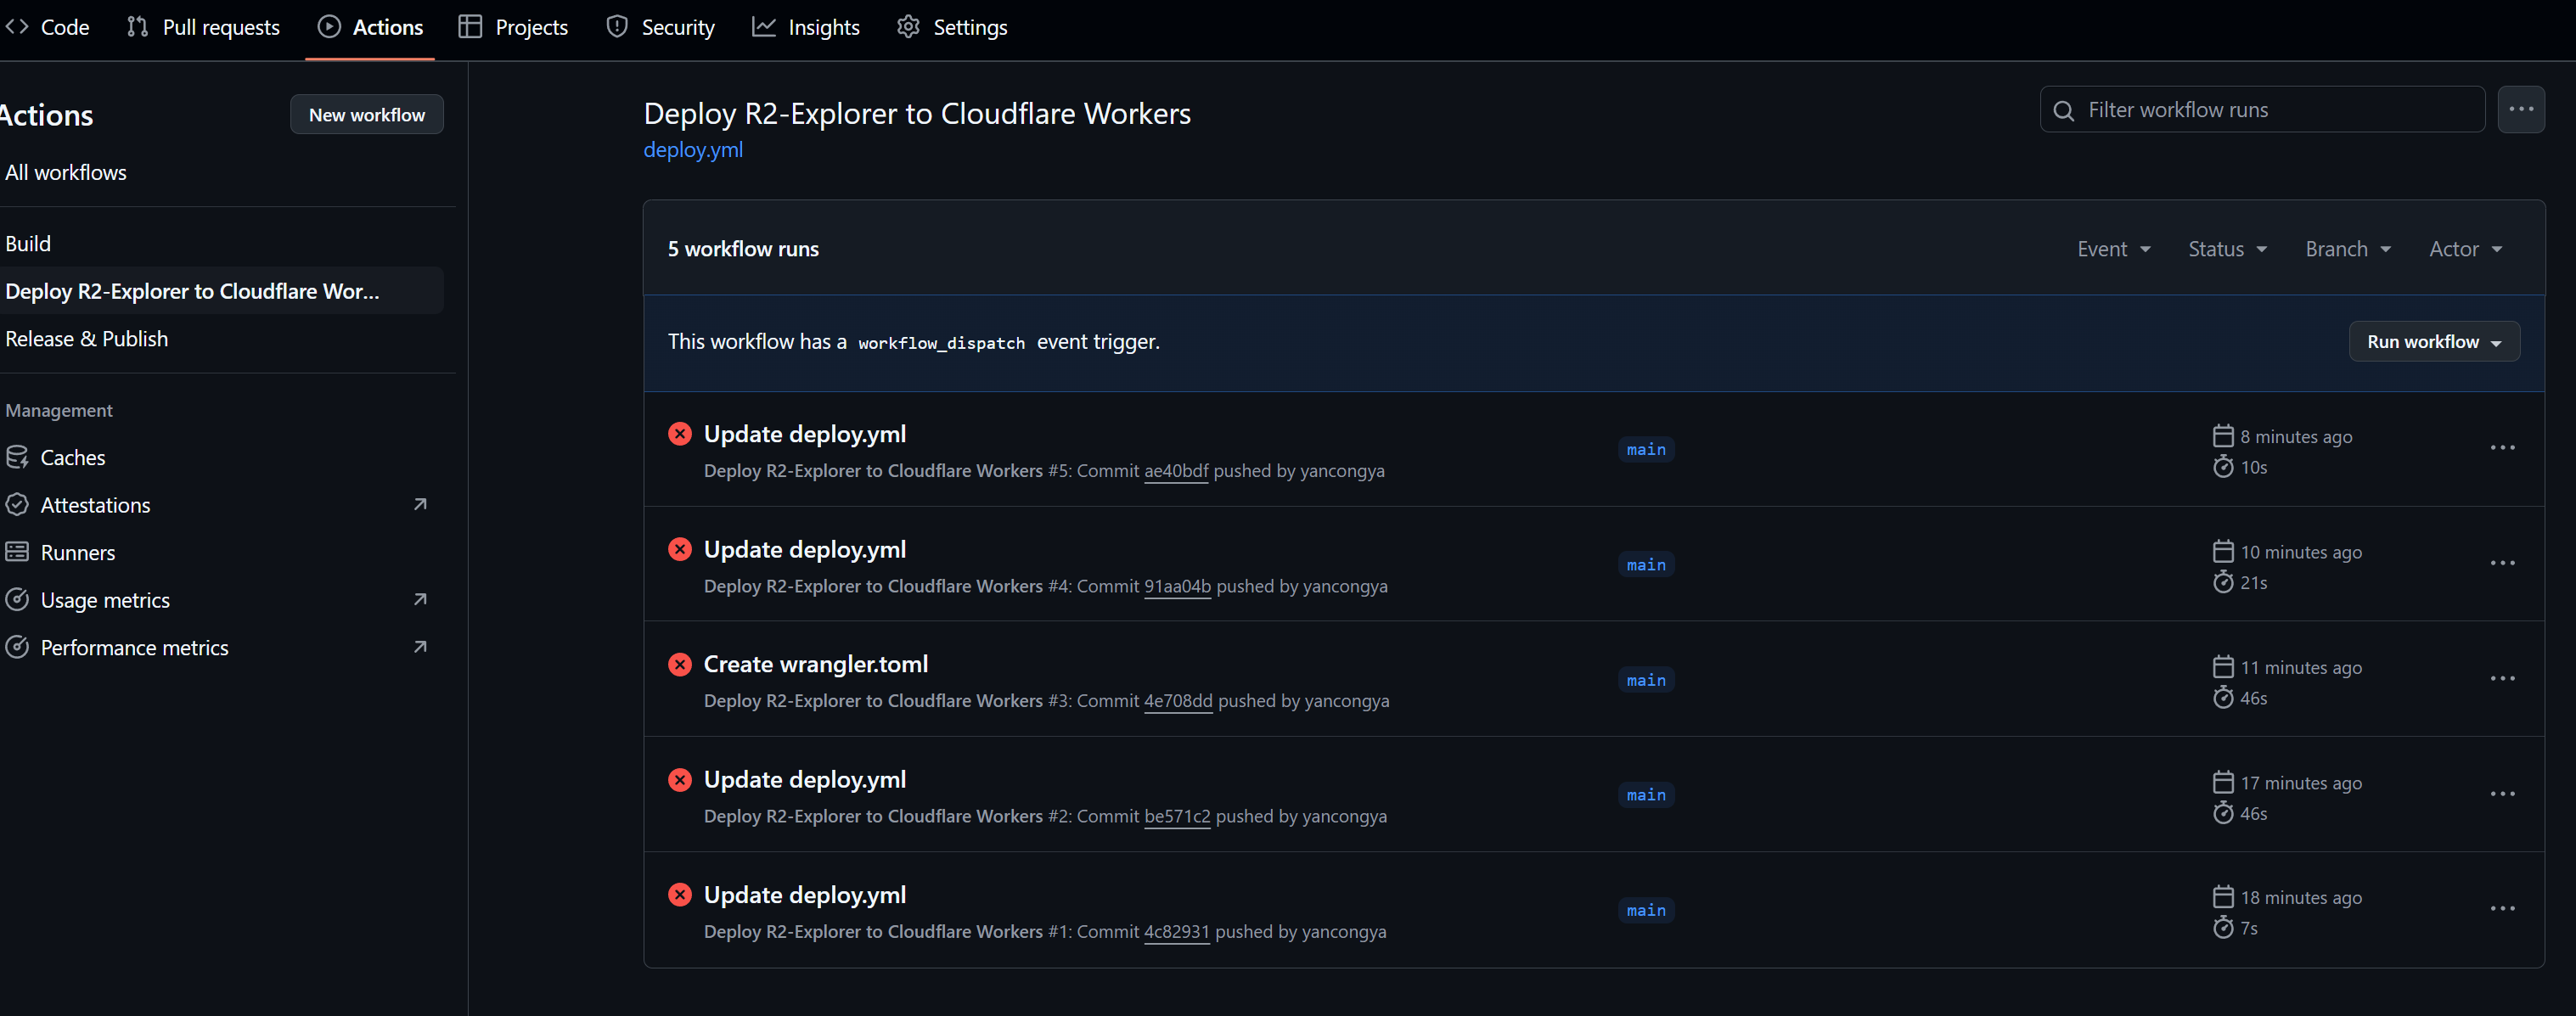 Code
Pull requests
Actions
Projects
Security
Insights
Settings
Actions
New workflow
All workflows
Build
Deploy R2-Explorer to Cloudflare Wor...
Release & Publish
Management
Caches
Attestations
Runners
Usage metrics
Performance metrics
Deploy R2-Explorer to Cloudflare Workers
deploy.yml
Filter workflow runs
5 workflow runs
Event
Status
Branch
Actor
This workflow has a workflow_dispatch event trigger.
Run workflow
Update deploy.yml
Deploy R2-Explorer to Cloudflare Workers #5: Commit ae40bdf pushed by yancongya
main
8 minutes ago
10s
Update deploy.yml
Deploy R2-Explorer to Cloudflare Workers #4: Commit 91aa04b pushed by yancongya
main
10 minutes ago
21s
Create wrangler.toml
Deploy R2-Explorer to Cloudflare Workers #3: Commit 4e708dd pushed by yancongya
main
11 minutes ago
46s
Update deploy.yml
Deploy R2-Explorer to Cloudflare Workers #2: Commit be571c2 pushed by yancongya
main
17 minutes ago
46s
Update deploy.yml
Deploy R2-Explorer to Cloudflare Workers #1: Commit 4c82931 pushed by yancongya
main
18 minutes ago
7s